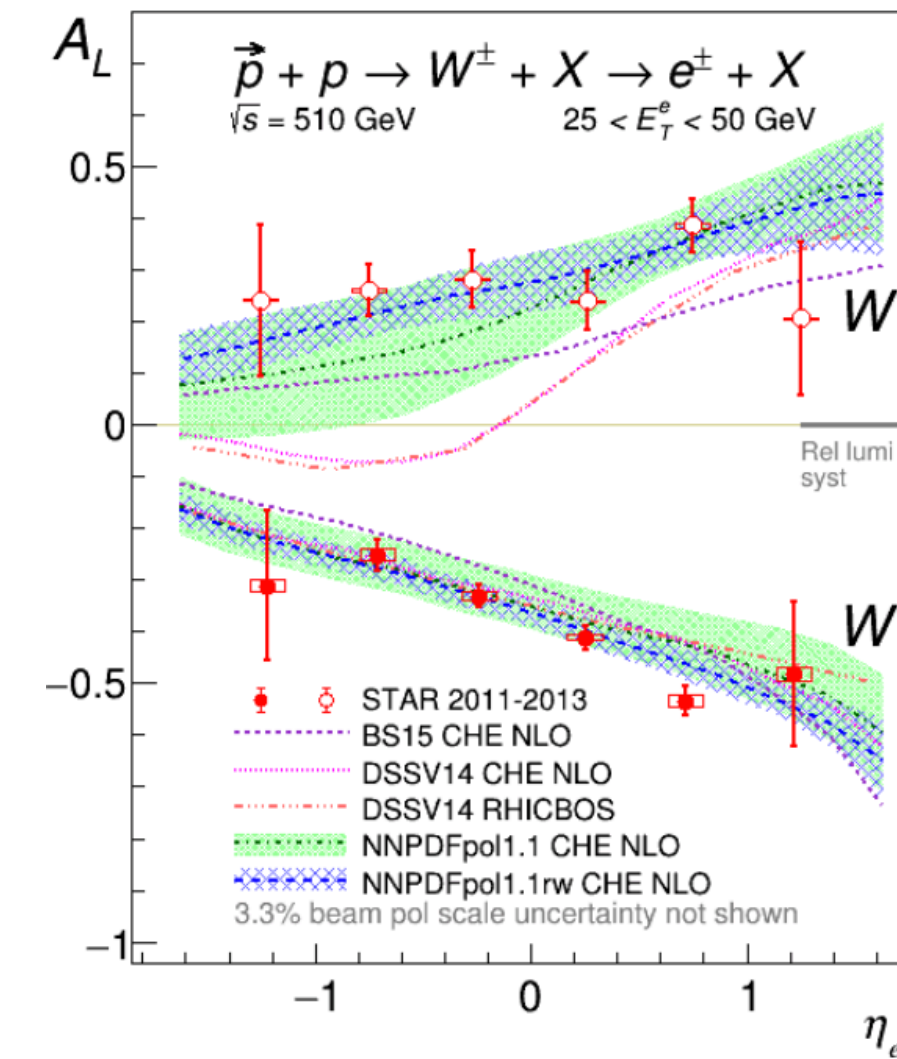 A_L
p⃗ + p → W^± + X → e^± + X
√s = 510 GeV
25 < E_T^e < 50 GeV
0.5
W
0
Rel lumi
syst
W
−0.5
STAR 2011-2013
BS15 CHE NLO
DSSV14 CHE NLO
DSSV14 RHICBOS
NNPDFpol1.1 CHE NLO
NNPDFpol1.1rw CHE NLO
3.3% beam pol scale uncertainty not shown
−1
−1 0 1
η_e